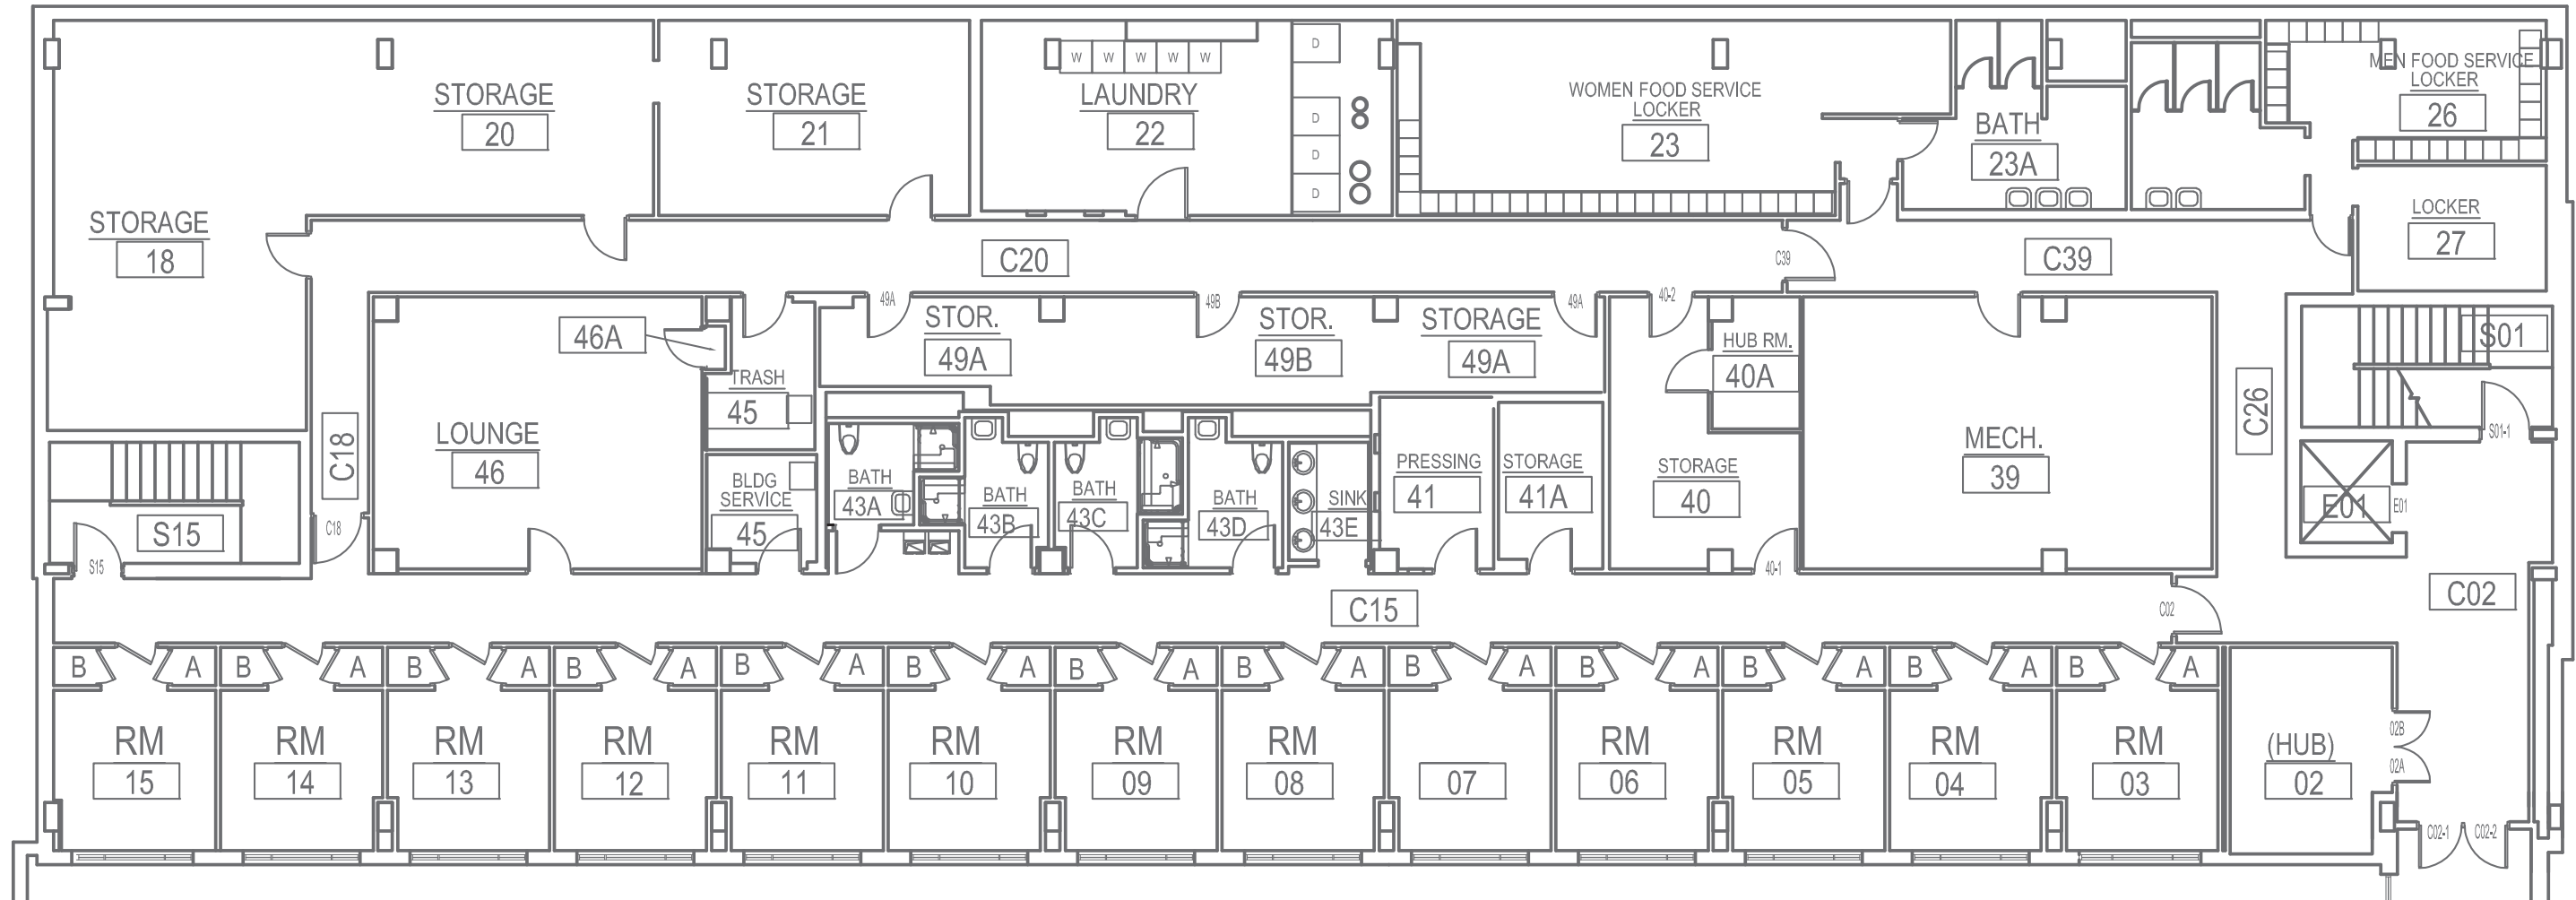 STORAGE
20
STORAGE
21
W W W W W
LAUNDRY
22
D
D
D
D
WOMEN FOOD SERVICE
LOCKER
23
BATH
23A
MEN FOOD SERVICE
LOCKER
26
LOCKER
27
STORAGE
18
C20
C39
C39
46A
TRASH
45
49A
STOR.
49A
49B
STOR.
49B
STORAGE
49A
49A
40-2
HUB RM.
40A
S01
S01-1
C18
C18
LOUNGE
46
BLDG
SERVICE
45
BATH
43A
BATH
43B
BATH
43C
BATH
43D
SINK
43E
PRESSING
41
STORAGE
41A
STORAGE
40
40-1
MECH.
39
C26
E01
E01
S15
S15
C15
C02
C02
B A B A B A B A B A B A B A B A B A B A B A B A B A
RM
15
RM
14
RM
13
RM
12
RM
11
RM
10
RM
09
RM
08
07
RM
06
RM
05
RM
04
RM
03
(HUB)
02
02B
02A
C02-1
C02-2